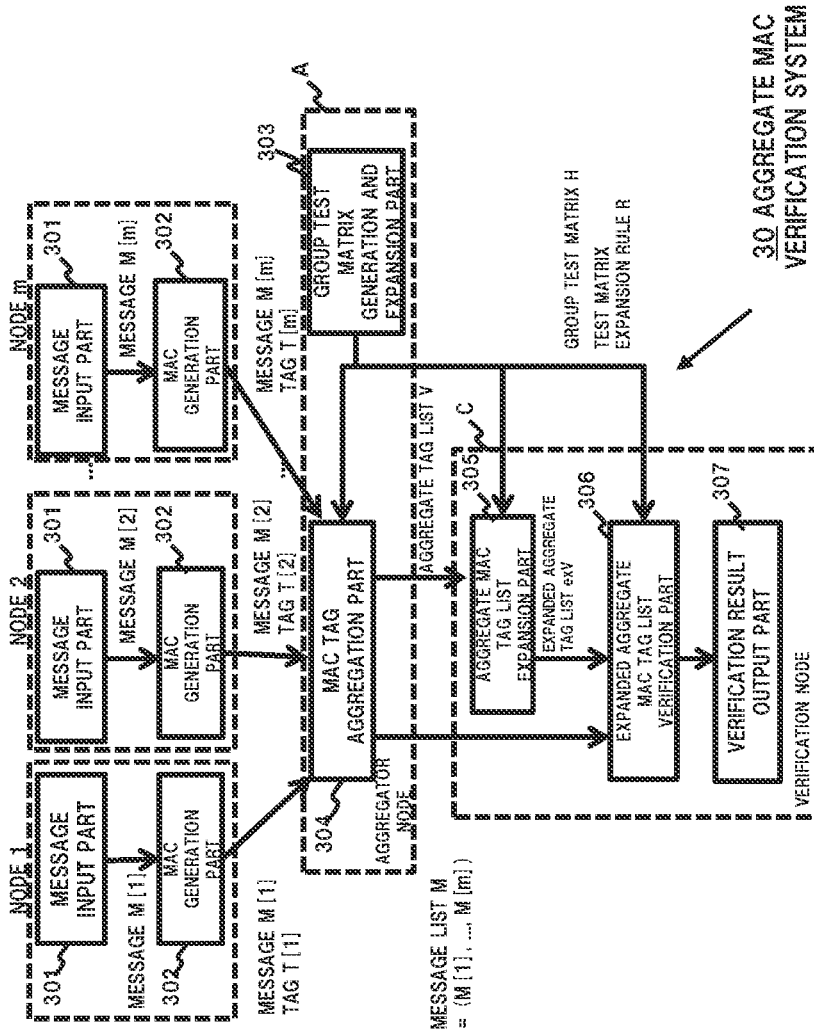 NODE 1
301
MESSAGE
INPUT PART
MESSAGE M [1]
MAC
GENERATION
PART
302
MESSAGE M [1]
TAG T [1]
NODE 2
301
MESSAGE
INPUT PART
MESSAGE M [2]
MAC
GENERATION
PART
302
MESSAGE M [2]
TAG T [2]
...
NODE m
301
MESSAGE
INPUT PART
MESSAGE M [m]
MAC
GENERATION
PART
302
MESSAGE M [m]
TAG T [m]
...
A
303
GROUP TEST
MATRIX
GENERATION AND
EXPANSION PART
304
MAC TAG
AGGREGATION PART
AGGREGATOR
NODE
MESSAGE LIST M
= (M [1], ..., M [m])
AGGREGATE TAG LIST V
GROUP TEST MATRIX H
TEST MATRIX
EXPANSION RULE R
C
305
AGGREGATE MAC
TAG LIST
EXPANSION PART
EXPANDED AGGREGATE
TAG LIST exV
306
EXPANDED AGGREGATE
MAC TAG LIST
VERIFICATION PART
307
VERIFICATION RESULT
OUTPUT PART
VERIFICATION NODE
30 AGGREGATE MAC
VERIFICATION SYSTEM